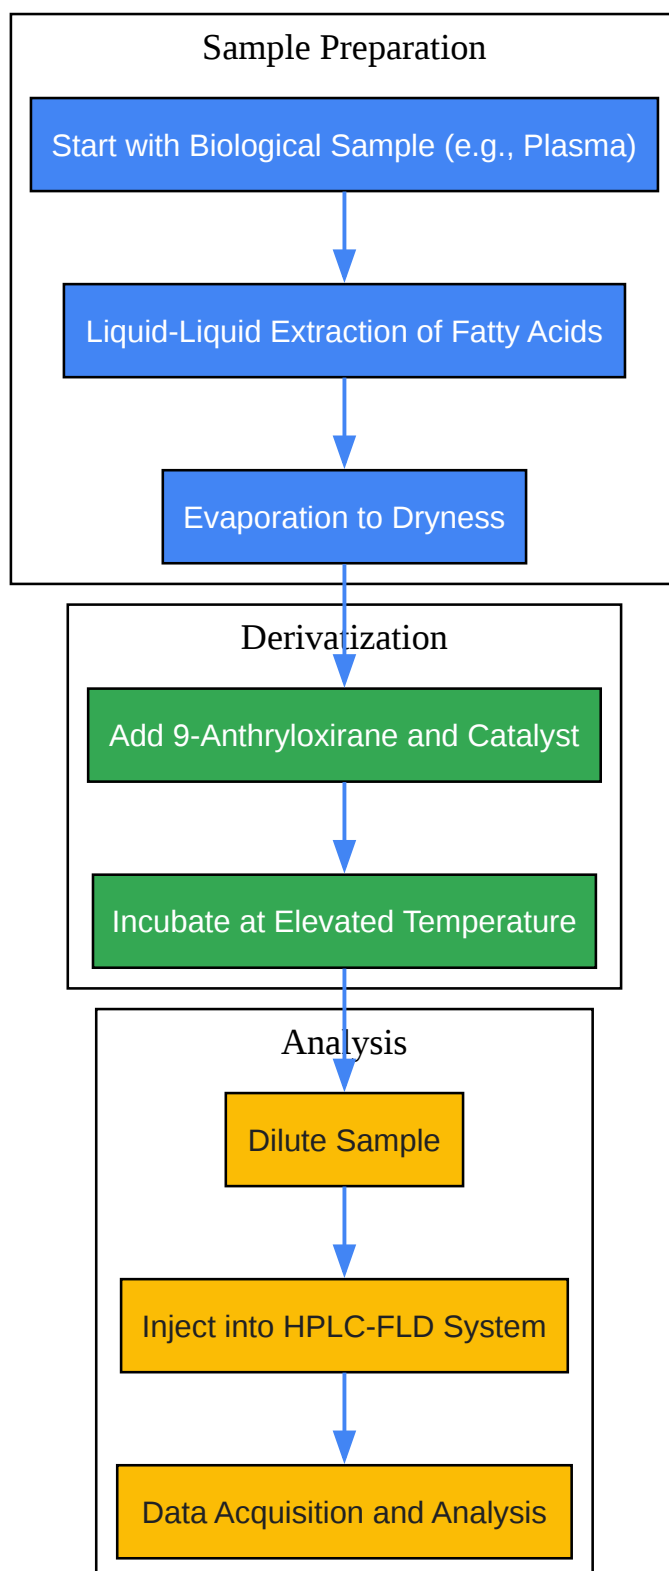 Sample Preparation
Start with Biological Sample (e.g., Plasma)
Liquid-Liquid Extraction of Fatty Acids
Evaporation to Dryness
Derivatization
Add 9-Anthryloxirane and Catalyst
Incubate at Elevated Temperature
Analysis
Dilute Sample
Inject into HPLC-FLD System
Data Acquisition and Analysis